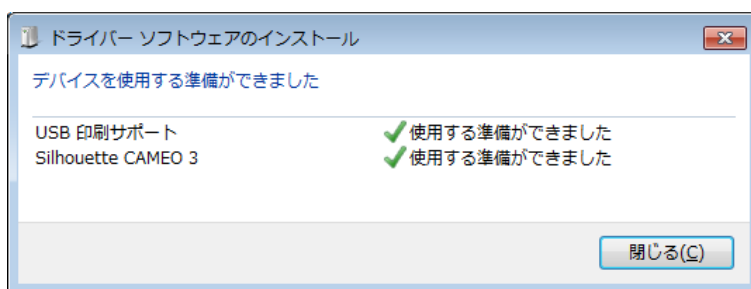 ドライバー ソフトウェアのインストール
デバイスを使用する準備ができました
USB 印刷サポート 使用する準備ができました
Silhouette CAMEO 3 使用する準備ができました
閉じる(C)